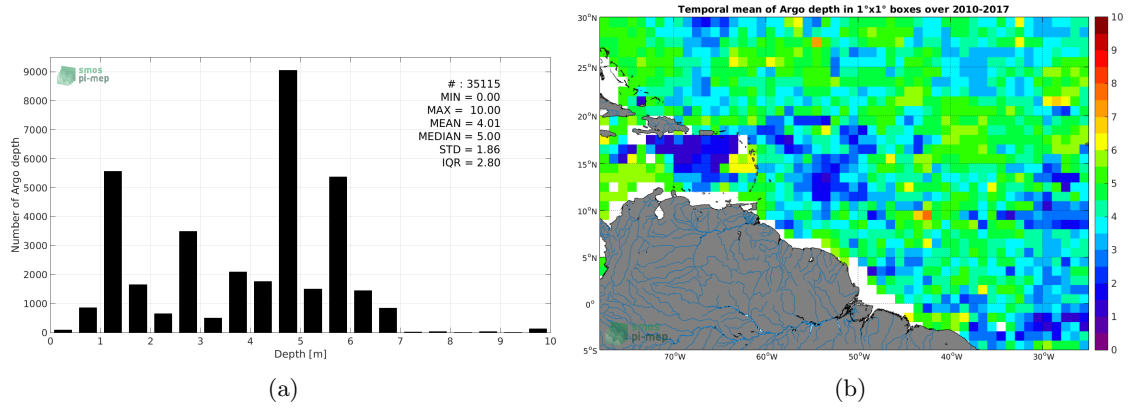 smos
pi-mep
# : 35115
MIN = 0.00
MAX = 10.00
MEAN = 4.01
MEDIAN = 5.00
STD = 1.86
IQR = 2.80
Number of Argo depth
9000
8000
7000
6000
5000
4000
3000
2000
1000
0
0 1 2 3 4 5 6 7 8 9 10
Depth [m]
(a)
Temporal mean of Argo depth in 1°x1° boxes over 2010-2017
30°N
25°N
20°N
15°N
10°N
5°N
0°
5°S
70°W 60°W 50°W 40°W 30°W
smos
pi-mep
10
9
8
7
6
5
4
3
2
1
0
(b)